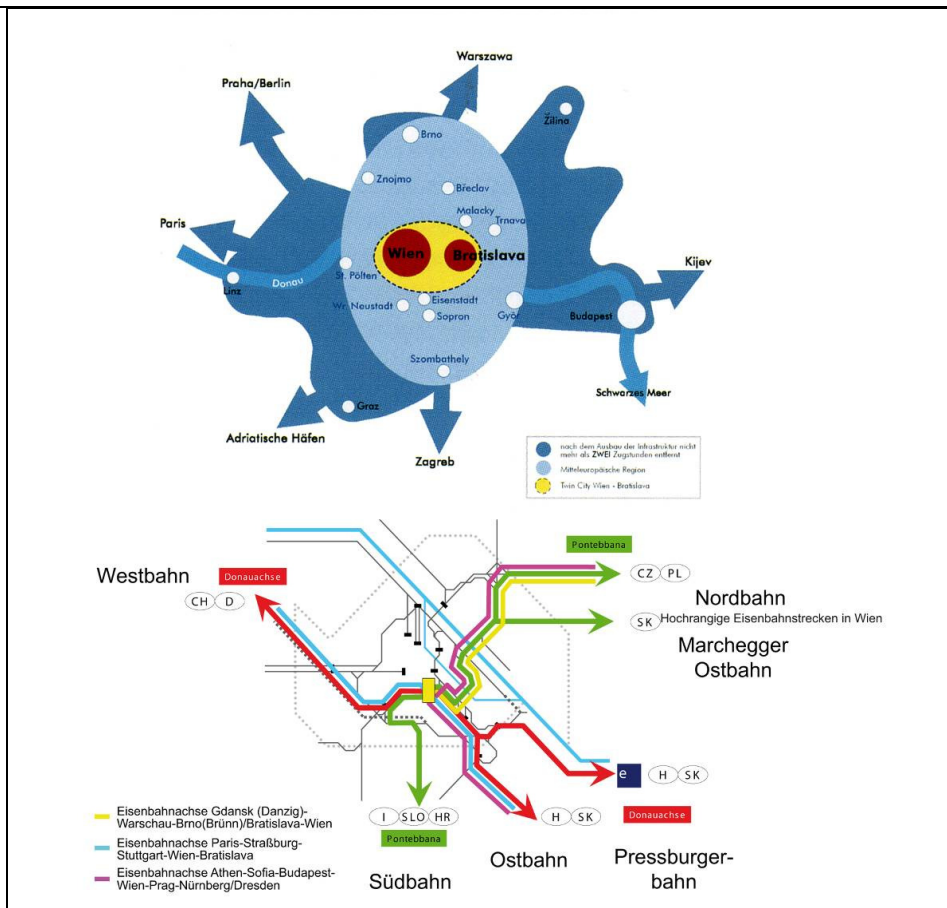 Warszawa
Praha/Berlin
Žilina
Brno
Znojmo
Břeclav
Malacky
Trnava
Paris
Wien
Bratislava
Kijev
St. Pölten
Donau
Linz
Eisenstadt
Wr. Neustadt
Sopron
Győr
Budapest
Szombathely
Schwarzes Meer
Graz
Adriatische Häfen
Zagreb
nach dem Ausbau der Infrastruktur nicht
mehr als ZWEI Zugstunden entfernt
Mitteleuropäische Region
Twin City Wien - Bratislava
Pontebbana
Westbahn
Donauachse
CZ PL
CH D
Nordbahn
SK Hochrangige Eisenbahnstrecken in Wien
Marchegger
Ostbahn
e H SK
Eisenbahnachse Gdansk (Danzig)-
Warschau-Brno(Brünn)/Bratislava-Wien
I SLO HR
H SK
Donauachse
Eisenbahnachse Paris-Straßburg-
Stuttgart-Wien-Bratislava
Pontebbana
Ostbahn
Pressburger-
bahn
Eisenbahnachse Athen-Sofia-Budapest-
Wien-Prag-Nürnberg/Dresden
Südbahn